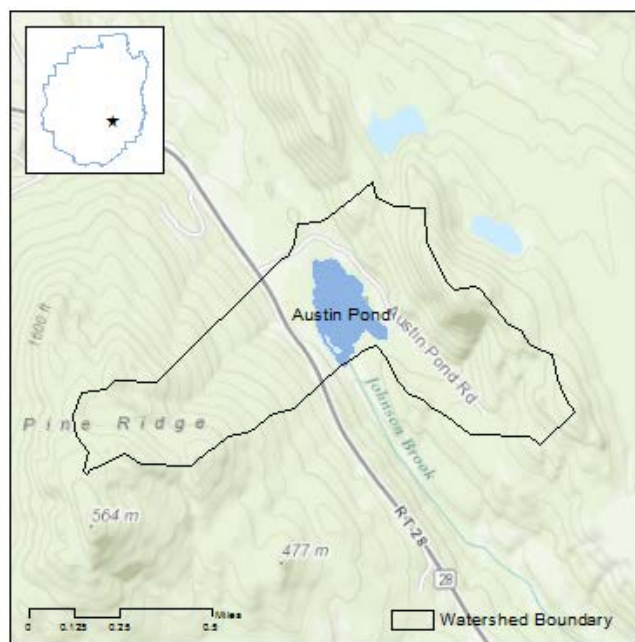 1600 ft
Austin Pond
Austin Pond Rd
Pine Ridge
Johnson Brook
564 m
RT-28
477 m
28
0 0.125 0.25 0.5
Miles
Watershed Boundary